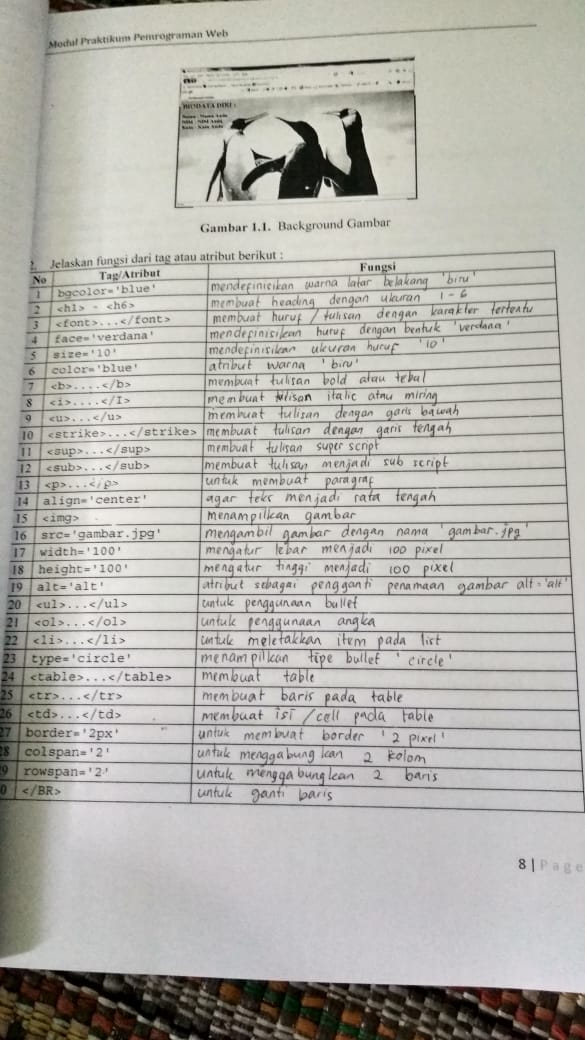 Modul Praktikum Pemrograman Web
BIODATA DIRI :
Nama : Nama Anda
NIM : NIM Anda
Gambar 1.1. Background Gambar
2. Jelaskan fungsi dari tag atau atribut berikut :
No Tag/Atribut Fungsi
1 bgcolor='blue' mendefinisikan warna latar belakang 'biru'
2 <h1> - <h6> membuat heading dengan ukuran 1-6
3 <font>...</font> membuat huruf / tulisan dengan karakter tertentu
4 face='verdana' mendefinisikan huruf dengan bentuk 'verdana'
5 size='10' mendefinisikan ukuran huruf '10'
6 color='blue' atribut warna 'biru'
7 <b>....</b> membuat tulisan bold atau tebal
8 <i>....</I> membuat tulisan italic atau miring
9 <u>...</u> membuat tulisan dengan garis bawah
10 <strike>...</strike> membuat tulisan dengan garis tengah
11 <sup>...</sup> membuat tulisan super script
12 <sub>...</sub> membuat tulisan menjadi sub script
13 <p>...</p> untuk membuat paragraf
14 align='center' agar teks menjadi rata tengah
15 <img> menampilkan gambar
16 src='gambar.jpg' mengambil gambar dengan nama 'gambar.jpg'
17 width='100' mengatur lebar menjadi 100 pixel
18 height='100' mengatur tinggi menjadi 100 pixel
19 alt='alt' atribut sebagai pengganti penamaan gambar alt='alt'
20 <ul>...</ul> untuk penggunaan bullet
21 <ol>...</ol> untuk penggunaan angka
22 <li>...</li> untuk meletakkan item pada list
23 type='circle' menampilkan tipe bullet 'circle'
24 <table>...</table> membuat table
25 <tr>...</tr> membuat baris pada table
26 <td>...</td> membuat isi /cell pada table
27 border='2px' untuk membuat border '2 pixel'
28 colspan='2' untuk menggabungkan 2 kolom
9 rowspan='2' untuk menggabungkan 2 baris
0 </BR> untuk ganti baris
8 | Page